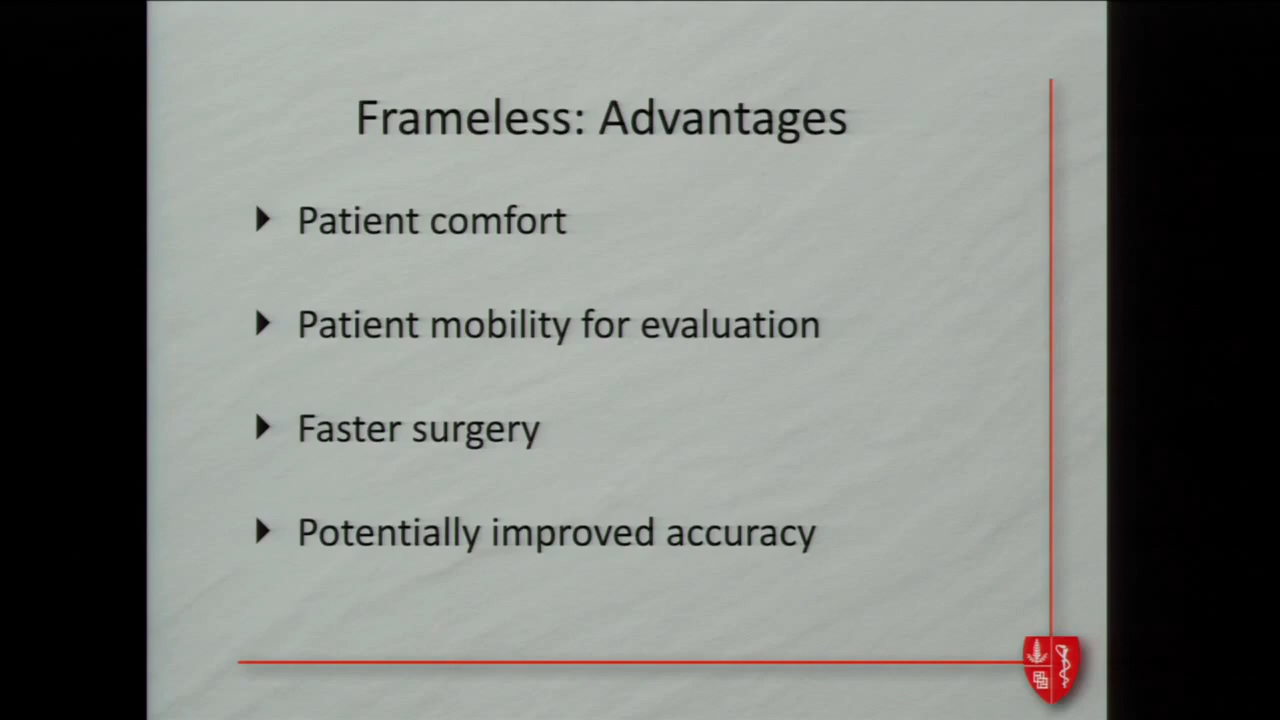 Frameless: Advantages
Patient comfort
Patient mobility for evaluation
Faster surgery
Potentially improved accuracy